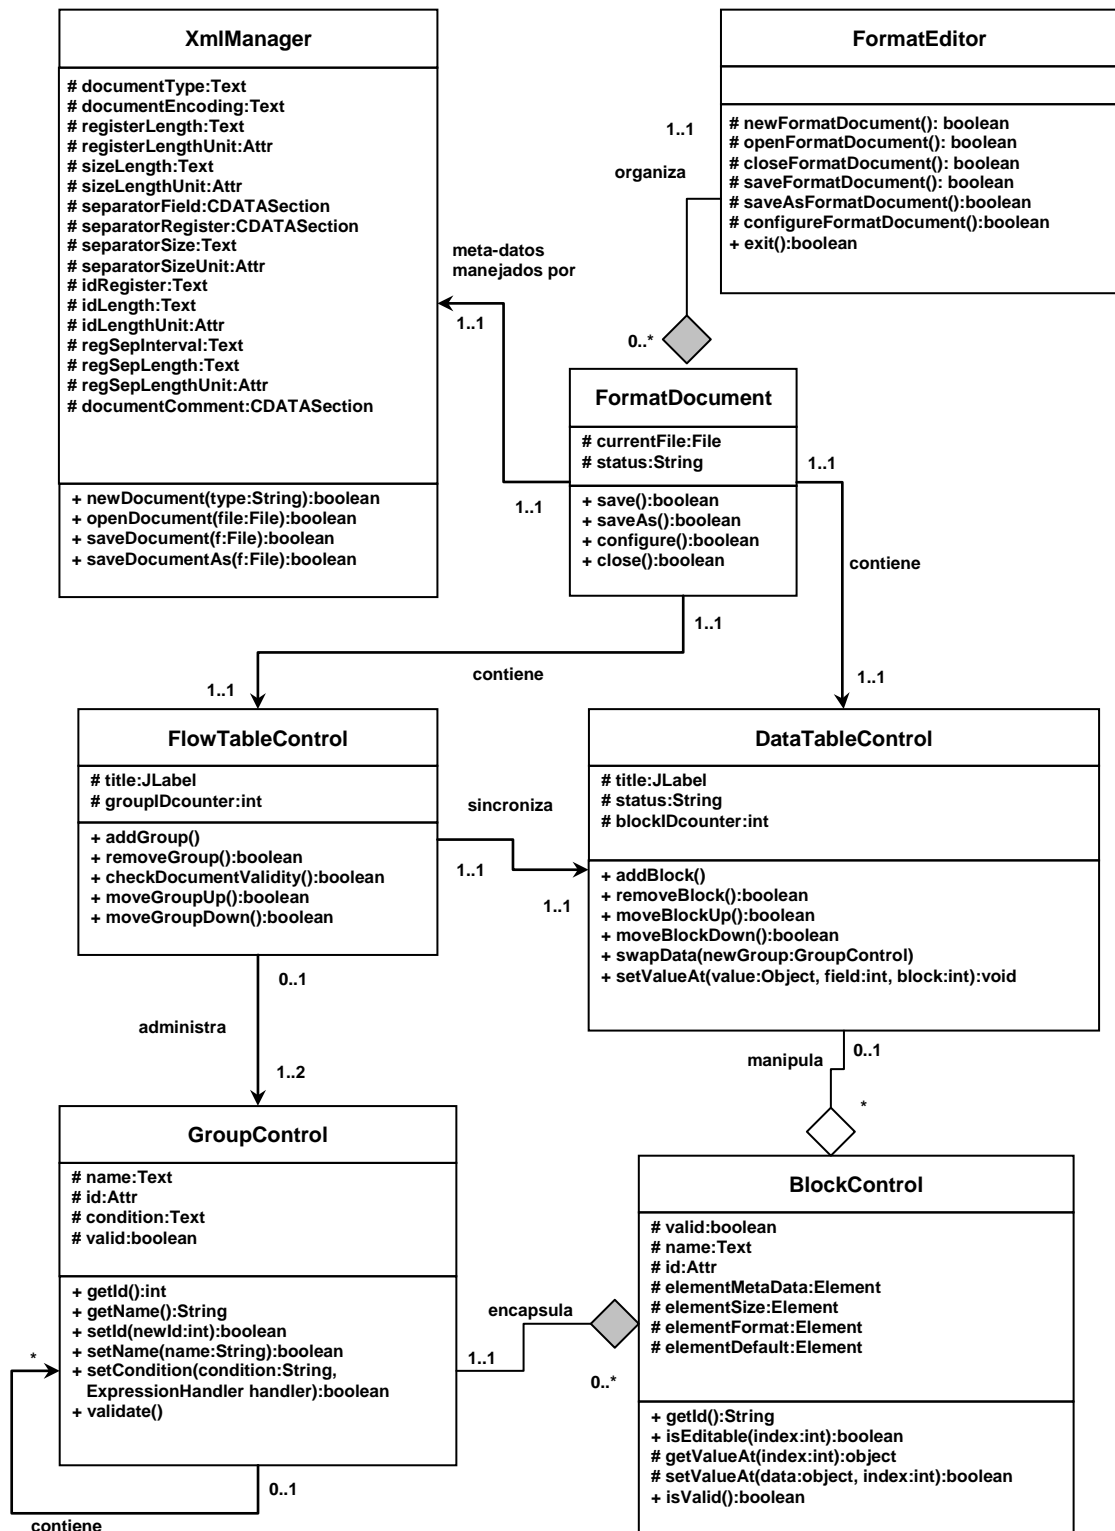 XmlManager
# documentType:Text
# documentEncoding:Text
# registerLength:Text
# registerLengthUnit:Attr
# sizeLength:Text
# sizeLengthUnit:Attr
# separatorField:CDATASection
# separatorRegister:CDATASection
# separatorSize:Text
# separatorSizeUnit:Attr
# idRegister:Text
# idLength:Text
# idLengthUnit:Attr
# regSepInterval:Text
# regSepLength:Text
# regSepLengthUnit:Attr
# documentComment:CDATASection
+ newDocument(type:String):boolean
+ openDocument(file:File):boolean
+ saveDocument(f:File):boolean
+ saveDocumentAs(f:File):boolean
FormatEditor
# newFormatDocument(): boolean
# openFormatDocument(): boolean
# closeFormatDocument(): boolean
# saveFormatDocument(): boolean
# saveAsFormatDocument():boolean
# configureFormatDocument():boolean
+ exit():boolean
1..1
organiza
0..*
meta-datos
manejados por
1..1
1..1
FormatDocument
# currentFile:File
# status:String
+ save():boolean
+ saveAs():boolean
+ configure():boolean
+ close():boolean
1..1
contiene
1..1
1..1
contiene
1..1
FlowTableControl
# title:JLabel
# groupIDcounter:int
+ addGroup()
+ removeGroup():boolean
+ checkDocumentValidity():boolean
+ moveGroupUp():boolean
+ moveGroupDown():boolean
sincroniza
1..1
1..1
DataTableControl
# title:JLabel
# status:String
# blockIDcounter:int
+ addBlock()
+ removeBlock():boolean
+ moveBlockUp():boolean
+ moveBlockDown():boolean
+ swapData(newGroup:GroupControl)
+ setValueAt(value:Object, field:int, block:int):void
0..1
administra
1..2
manipula
0..1
*
GroupControl
# name:Text
# id:Attr
# condition:Text
# valid:boolean
+ getId():int
+ getName():String
+ setId(newId:int):boolean
+ setName(name:String):boolean
+ setCondition(condition:String,
ExpressionHandler handler):boolean
+ validate()
*
0..1
contiene
encapsula
1..1
0..*
BlockControl
# valid:boolean
# name:Text
# id:Attr
# elementMetaData:Element
# elementSize:Element
# elementFormat:Element
# elementDefault:Element
+ getId():String
+ isEditable(index:int):boolean
# getValueAt(index:int):object
# setValueAt(data:object, index:int):boolean
+ isValid():boolean